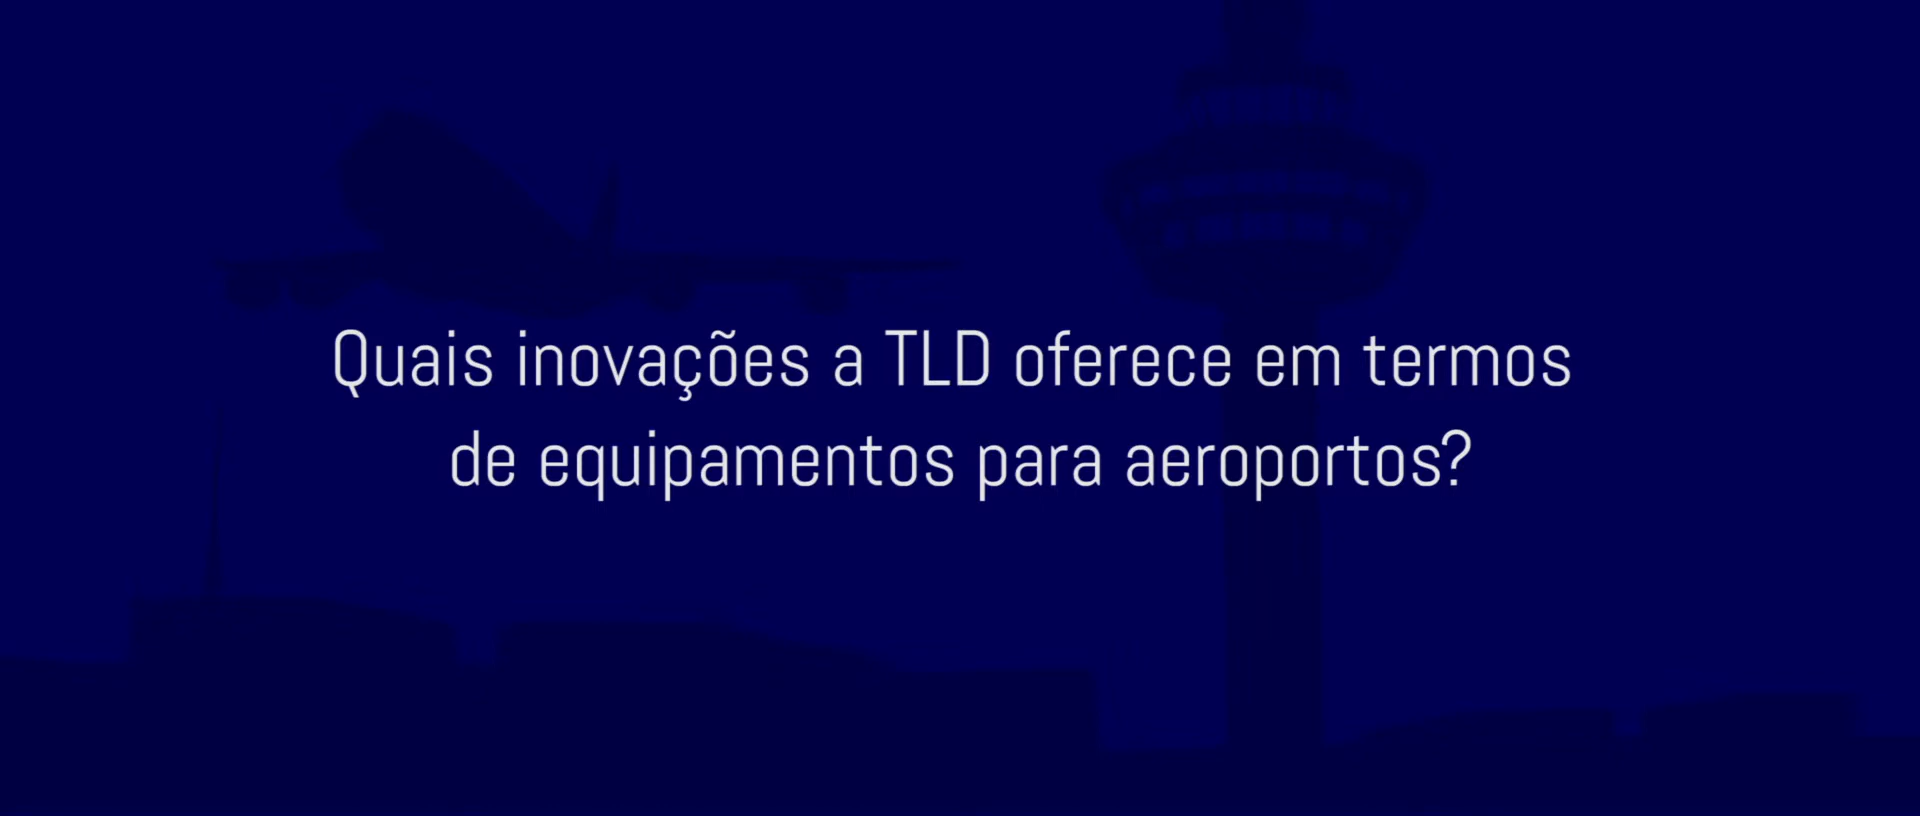 Quais inovações a TLD oferece em termos
de equipamentos para aeroportos?